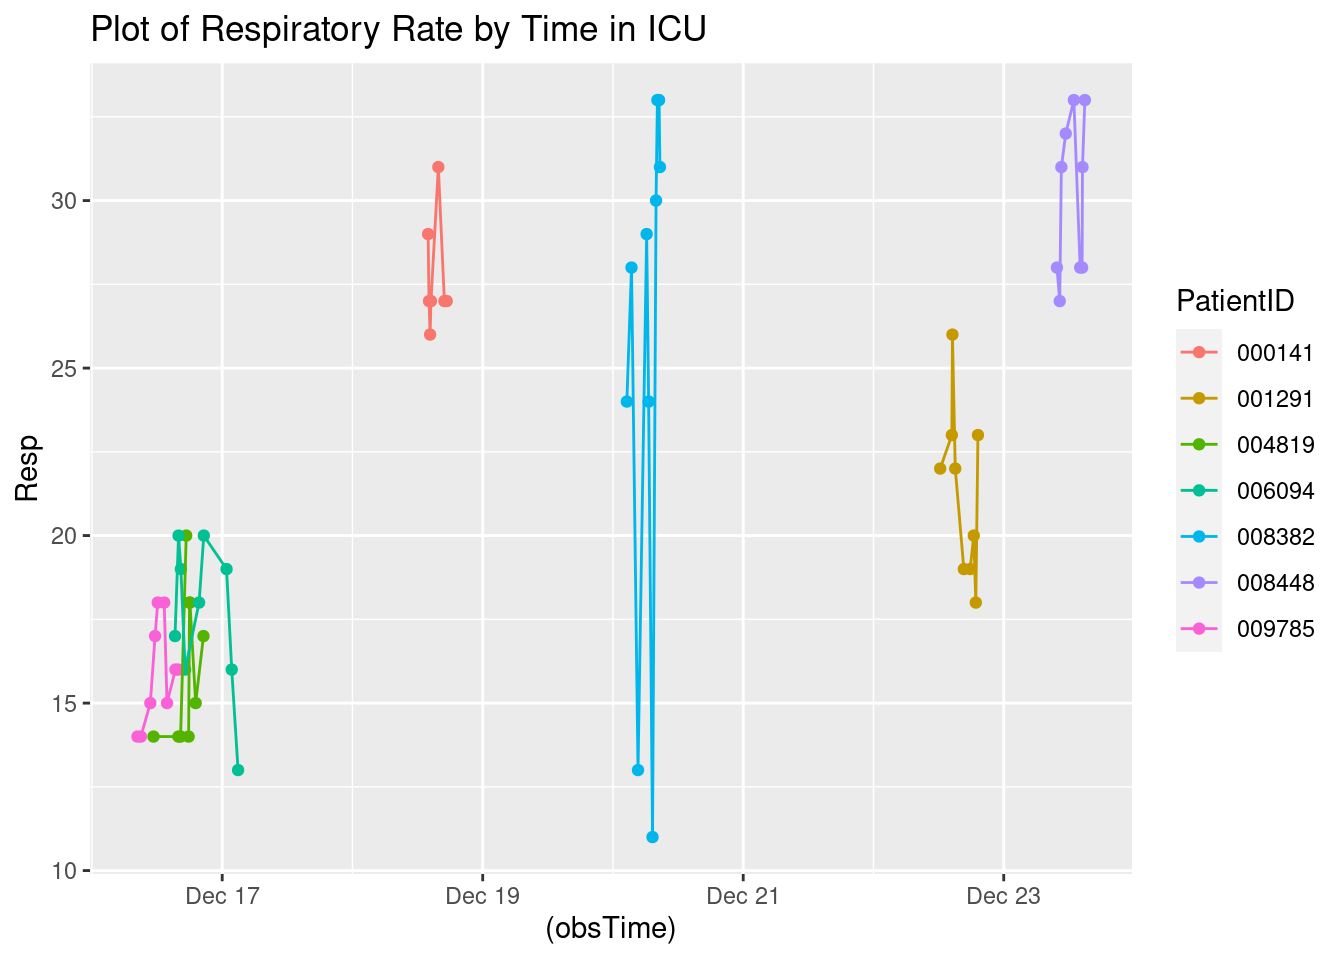 Plot of Respiratory Rate by Time in ICU
30
25
20
15
10
Resp
Dec 17
Dec 19
Dec 21
Dec 23
(obsTime)
PatientID
000141
001291
004819
006094
008382
008448
009785